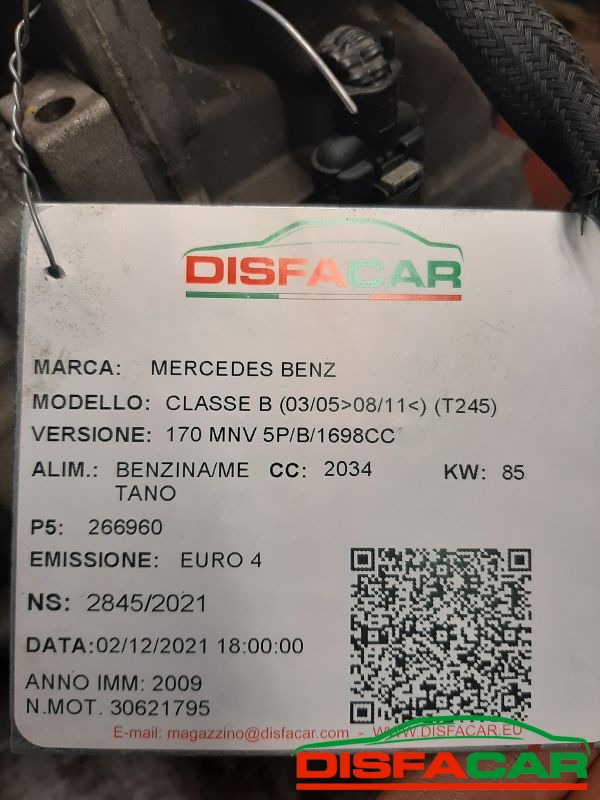 DISFACAR
MARCA: MERCEDES BENZ
MODELLO: CLASSE B (03/05>08/11<) (T245)
VERSIONE: 170 MNV 5P/B/1698CC
ALIM.: BENZINA/ME CC: 2034 KW: 85
TANO
P5: 266960
EMISSIONE: EURO 4
NS: 2845/2021
DATA:02/12/2021 18:00:00
ANNO IMM: 2009
N.MOT. 30621795
E-mail: magazzino@disfacar.com - WWW.DISFACAR.EU
DISFACAR